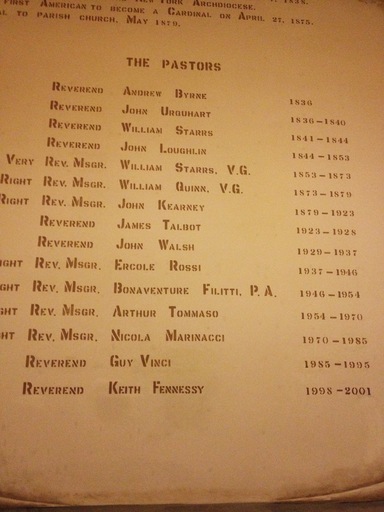 FIRST AMERICAN TO BECOME A CARDINAL ON APRIL 27, 1875.
TO PARISH CHURCH, MAY 1879.
THE PASTORS
REVEREND ANDREW BYRNE 1836
REVEREND JOHN URQUHART 1836-1840
REVEREND WILLIAM STARRS 1841-1844
REVEREND JOHN LOUGHLIN 1844-1853
VERY REV. MSGR. WILLIAM STARRS, V.G. 1853-1873
RIGHT REV. MSGR. WILLIAM QUINN, V.G. 1873-1879
RIGHT REV. MSGR. JOHN KEARNEY 1879-1923
REVEREND JAMES TALBOT 1923-1928
REVEREND JOHN WALSH 1929-1937
IGHT REV. MSGR. ERCOLE ROSSI 1937-1946
GHT REV. MSGR. BONAVENTURE FILITTI, P.A. 1946-1954
GHT REV. MSGR. ARTHUR TOMMASO 1954-1970
HT REV. MSGR. NICOLA MARINACCI 1970-1985
REVEREND GUY VINCI 1985-1995
REVEREND KEITH FENNESSY 1998-2001